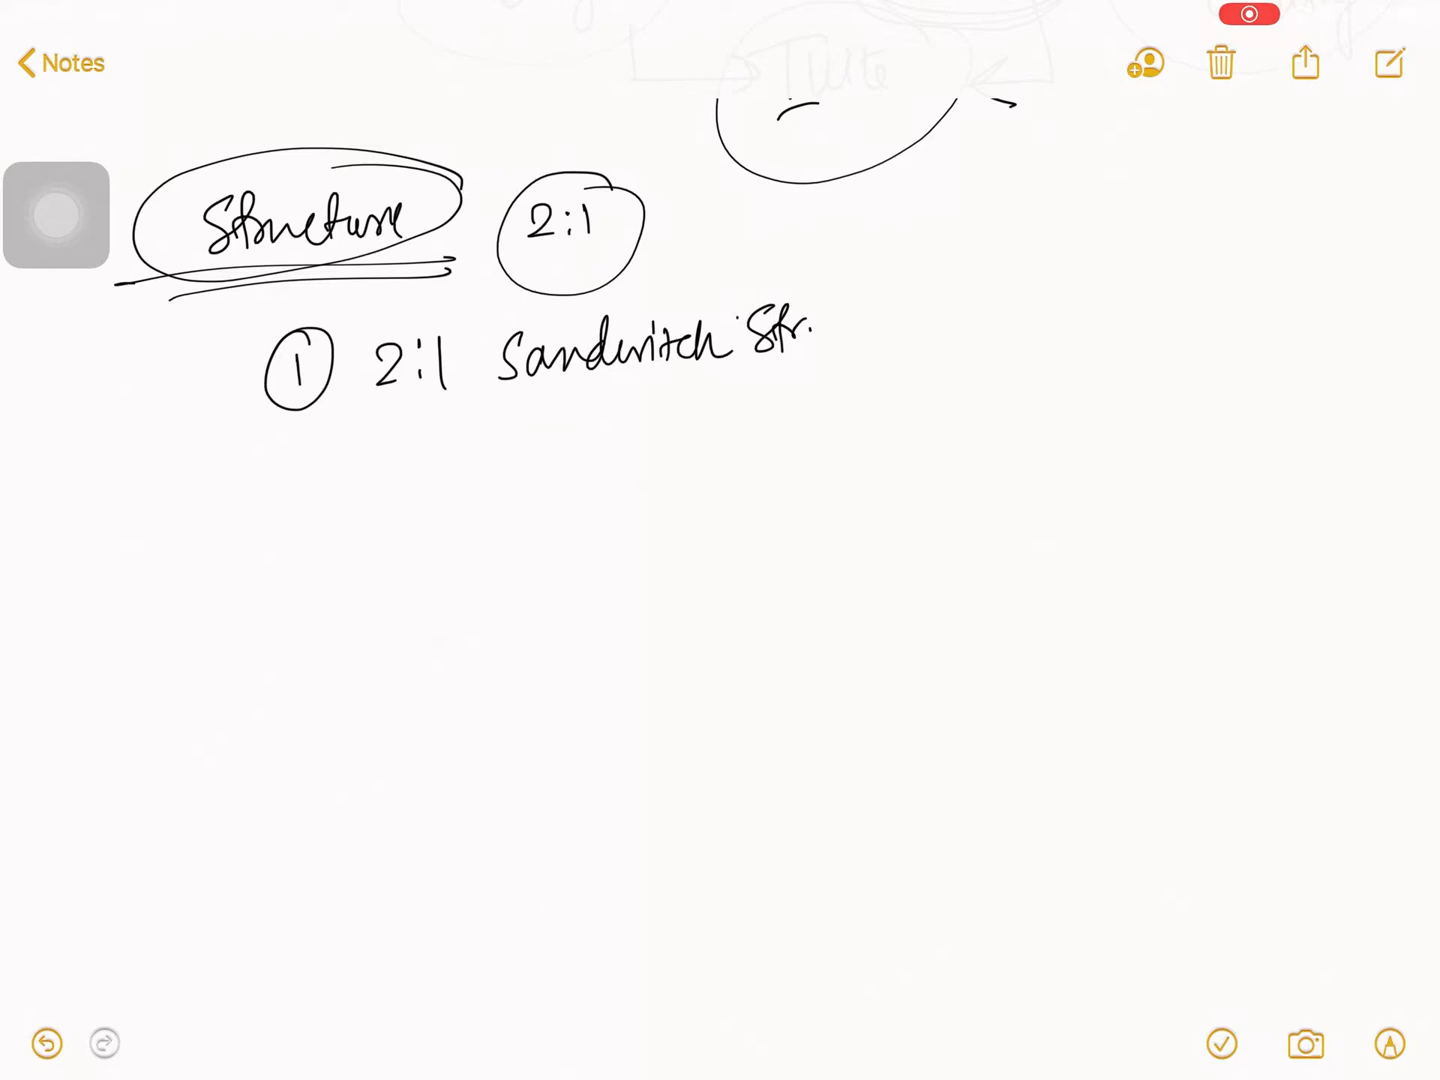 Notes
Structure 2:1
① 2:1 Sandwitch Str.